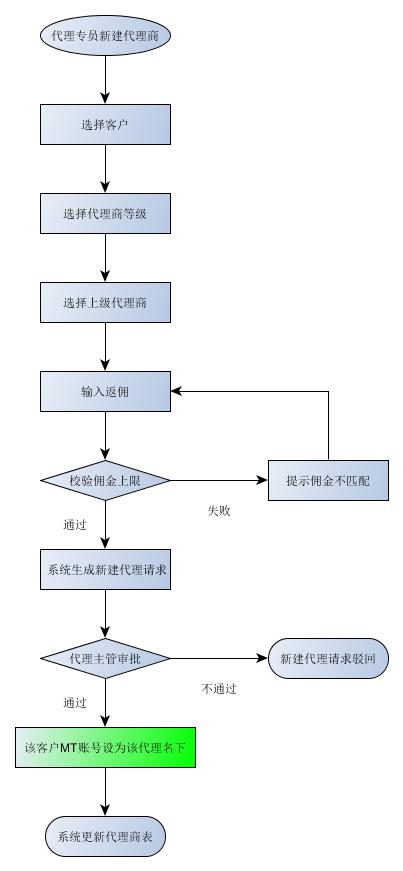 代理专员新建代理商
选择客户
选择代理商等级
选择上级代理商
输入返佣
校验佣金上限
提示佣金不匹配
失败
通过
系统生成新建代理请求
代理主管审批
新建代理请求驳回
不通过
通过
该客户MT账号设为该代理名下
系统更新代理商表